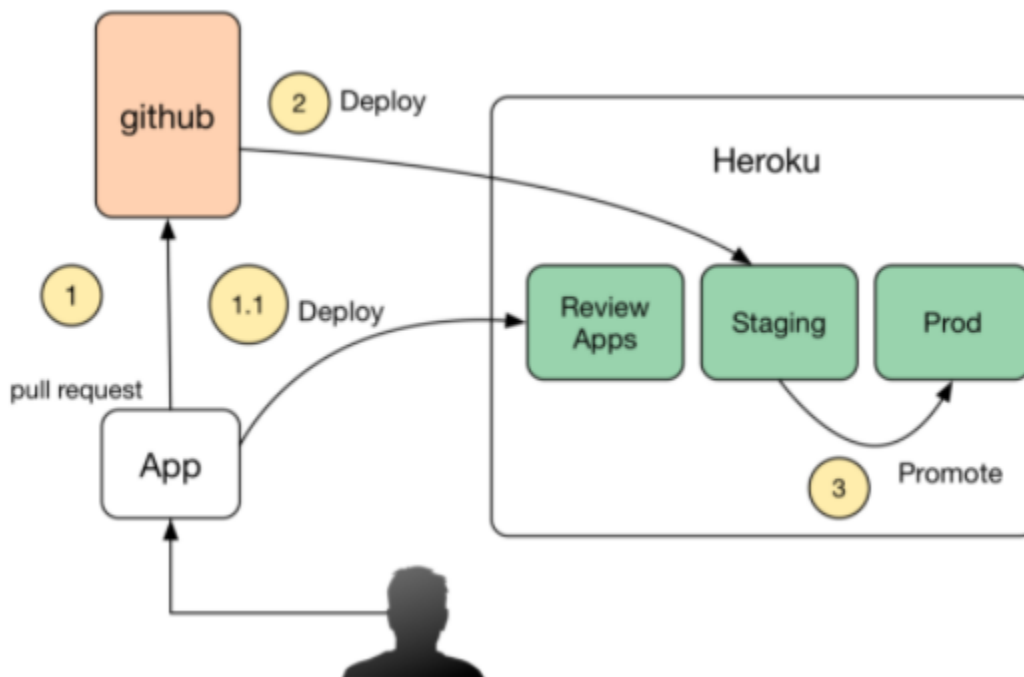 github
2 Deploy
Heroku
1
1.1 Deploy
Review
Apps
Staging
Prod
pull request
App
3 Promote